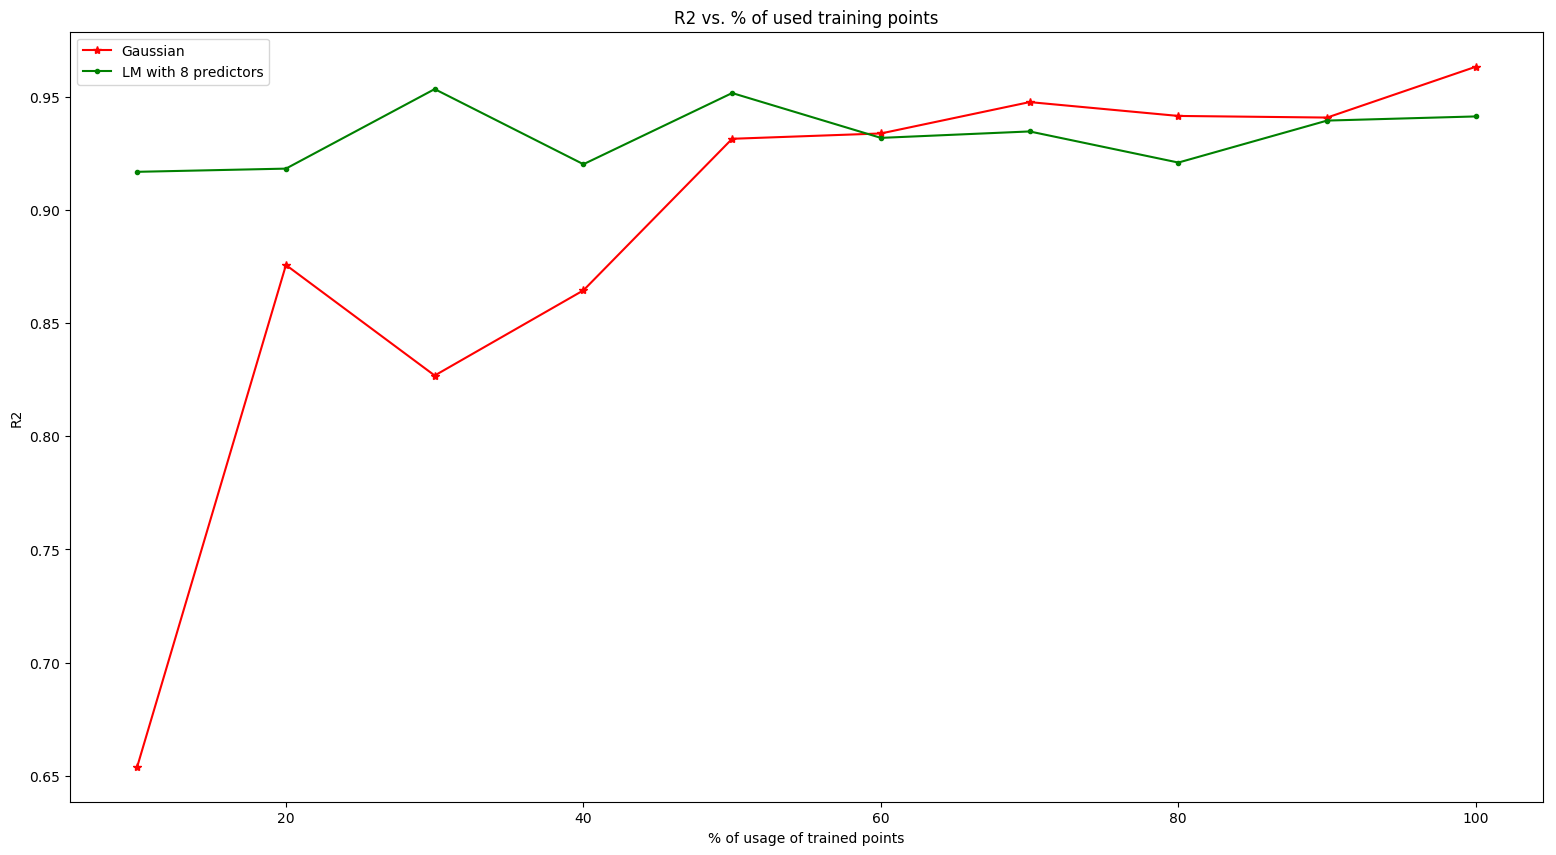 R2 vs. % of used training points
Gaussian
LM with 8 predictors
0.95
0.90
0.85
0.80
0.75
0.70
0.65
R2
20 40 60 80 100
% of usage of trained points